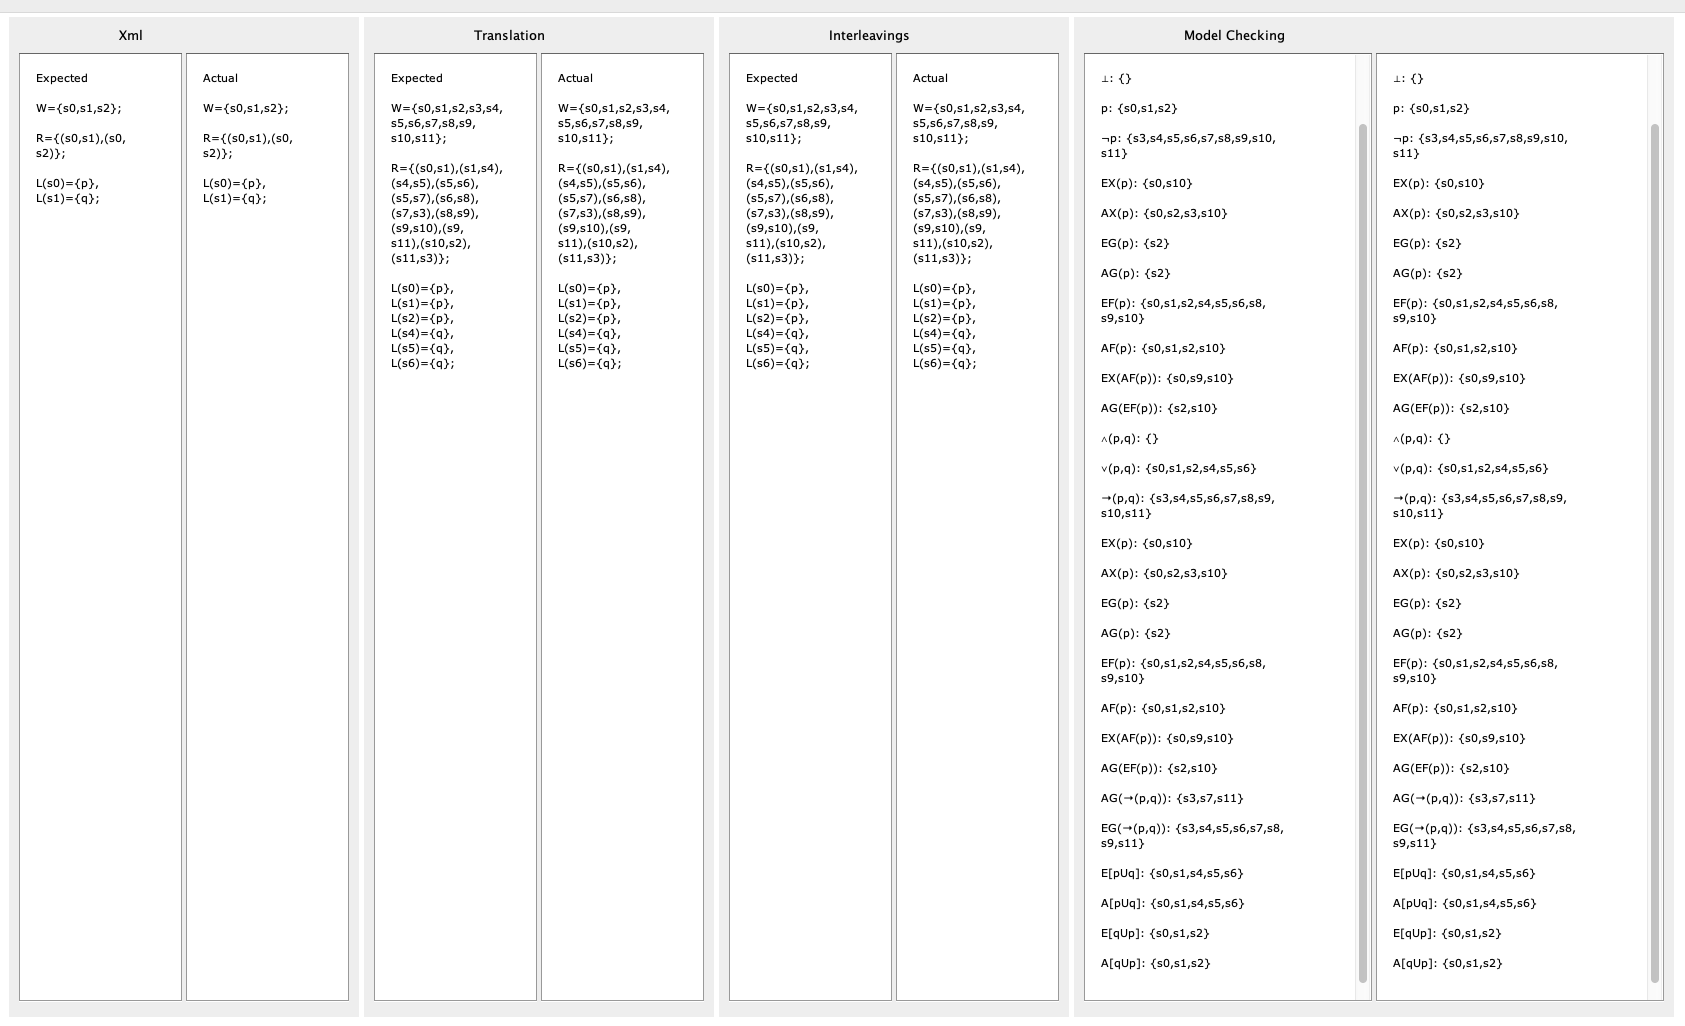 Xml
Expected
W={s0,s1,s2};
R={(s0,s1),(s0,
s2)};
L(s0)={p},
L(s1)={q};
Actual
W={s0,s1,s2};
R={(s0,s1),(s0,
s2)};
L(s0)={p},
L(s1)={q};
Translation
Expected
W={s0,s1,s2,s3,s4,
s5,s6,s7,s8,s9,
s10,s11};
R={(s0,s1),(s1,s4),
(s4,s5),(s5,s6),
(s5,s7),(s6,s8),
(s7,s3),(s8,s9),
(s9,s10),(s9,
s11),(s10,s2),
(s11,s3)};
L(s0)={p},
L(s1)={p},
L(s2)={p},
L(s4)={q},
L(s5)={q},
L(s6)={q};
Actual
W={s0,s1,s2,s3,s4,
s5,s6,s7,s8,s9,
s10,s11};
R={(s0,s1),(s1,s4),
(s4,s5),(s5,s6),
(s5,s7),(s6,s8),
(s7,s3),(s8,s9),
(s9,s10),(s9,
s11),(s10,s2),
(s11,s3)};
L(s0)={p},
L(s1)={p},
L(s2)={p},
L(s4)={q},
L(s5)={q},
L(s6)={q};
Interleavings
Expected
W={s0,s1,s2,s3,s4,
s5,s6,s7,s8,s9,
s10,s11};
R={(s0,s1),(s1,s4),
(s4,s5),(s5,s6),
(s5,s7),(s6,s8),
(s7,s3),(s8,s9),
(s9,s10),(s9,
s11),(s10,s2),
(s11,s3)};
L(s0)={p},
L(s1)={p},
L(s2)={p},
L(s4)={q},
L(s5)={q},
L(s6)={q};
Actual
W={s0,s1,s2,s3,s4,
s5,s6,s7,s8,s9,
s10,s11};
R={(s0,s1),(s1,s4),
(s4,s5),(s5,s6),
(s5,s7),(s6,s8),
(s7,s3),(s8,s9),
(s9,s10),(s9,
s11),(s10,s2),
(s11,s3)};
L(s0)={p},
L(s1)={p},
L(s2)={p},
L(s4)={q},
L(s5)={q},
L(s6)={q};
Model Checking
⊥: {}
p: {s0,s1,s2}
¬p: {s3,s4,s5,s6,s7,s8,s9,s10,
s11}
EX(p): {s0,s10}
AX(p): {s0,s2,s3,s10}
EG(p): {s2}
AG(p): {s2}
EF(p): {s0,s1,s2,s4,s5,s6,s8,
s9,s10}
AF(p): {s0,s1,s2,s10}
EX(AF(p)): {s0,s9,s10}
AG(EF(p)): {s2,s10}
∧(p,q): {}
∨(p,q): {s0,s1,s2,s4,s5,s6}
→(p,q): {s3,s4,s5,s6,s7,s8,s9,
s10,s11}
EX(p): {s0,s10}
AX(p): {s0,s2,s3,s10}
EG(p): {s2}
AG(p): {s2}
EF(p): {s0,s1,s2,s4,s5,s6,s8,
s9,s10}
AF(p): {s0,s1,s2,s10}
EX(AF(p)): {s0,s9,s10}
AG(EF(p)): {s2,s10}
AG(→(p,q)): {s3,s7,s11}
EG(→(p,q)): {s3,s4,s5,s6,s7,s8,
s9,s11}
E[pUq]: {s0,s1,s4,s5,s6}
A[pUq]: {s0,s1,s4,s5,s6}
E[qUp]: {s0,s1,s2}
A[qUp]: {s0,s1,s2}
⊥: {}
p: {s0,s1,s2}
¬p: {s3,s4,s5,s6,s7,s8,s9,s10,
s11}
EX(p): {s0,s10}
AX(p): {s0,s2,s3,s10}
EG(p): {s2}
AG(p): {s2}
EF(p): {s0,s1,s2,s4,s5,s6,s8,
s9,s10}
AF(p): {s0,s1,s2,s10}
EX(AF(p)): {s0,s9,s10}
AG(EF(p)): {s2,s10}
∧(p,q): {}
∨(p,q): {s0,s1,s2,s4,s5,s6}
→(p,q): {s3,s4,s5,s6,s7,s8,s9,
s10,s11}
EX(p): {s0,s10}
AX(p): {s0,s2,s3,s10}
EG(p): {s2}
AG(p): {s2}
EF(p): {s0,s1,s2,s4,s5,s6,s8,
s9,s10}
AF(p): {s0,s1,s2,s10}
EX(AF(p)): {s0,s9,s10}
AG(EF(p)): {s2,s10}
AG(→(p,q)): {s3,s7,s11}
EG(→(p,q)): {s3,s4,s5,s6,s7,s8,
s9,s11}
E[pUq]: {s0,s1,s4,s5,s6}
A[pUq]: {s0,s1,s4,s5,s6}
E[qUp]: {s0,s1,s2}
A[qUp]: {s0,s1,s2}